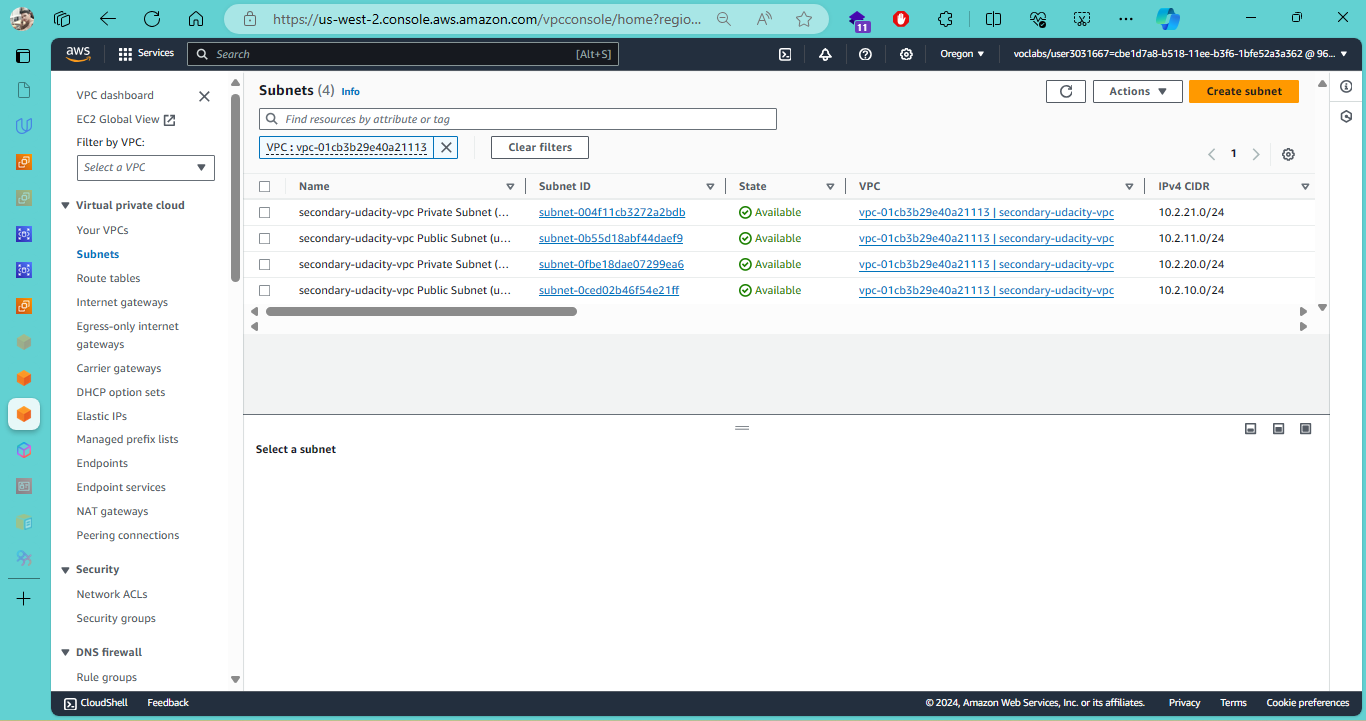 https://us-west-2.console.aws.amazon.com/vpcconsole/home?regio...
11
aws
Services
Search
[Alt+S]
Oregon
voclabs/user3031667=cbe1d7a8-b518-11ee-b3f6-1bfe52a3a362 @ 96...
VPC dashboard
EC2 Global View
Filter by VPC:
Select a VPC
Virtual private cloud
Your VPCs
Subnets
Route tables
Internet gateways
Egress-only internet
gateways
Carrier gateways
DHCP option sets
Elastic IPs
Managed prefix lists
Endpoints
Endpoint services
NAT gateways
Peering connections
Security
Network ACLs
Security groups
DNS firewall
Rule groups
Subnets (4) Info
Actions
Create subnet
Find resources by attribute or tag
VPC : vpc-01cb3b29e40a21113
Clear filters
1
Name Subnet ID State VPC IPv4 CIDR
secondary-udacity-vpc Private Subnet (... subnet-004f11cb3272a2bdb Available vpc-01cb3b29e40a21113 | secondary-udacity-vpc 10.2.21.0/24
secondary-udacity-vpc Public Subnet (u... subnet-0b55d18abf44daef9 Available vpc-01cb3b29e40a21113 | secondary-udacity-vpc 10.2.11.0/24
secondary-udacity-vpc Private Subnet (... subnet-0fbe18dae07299ea6 Available vpc-01cb3b29e40a21113 | secondary-udacity-vpc 10.2.20.0/24
secondary-udacity-vpc Public Subnet (u... subnet-0ced02b46f54e21ff Available vpc-01cb3b29e40a21113 | secondary-udacity-vpc 10.2.10.0/24
Select a subnet
CloudShell
Feedback
© 2024, Amazon Web Services, Inc. or its affiliates.
Privacy
Terms
Cookie preferences